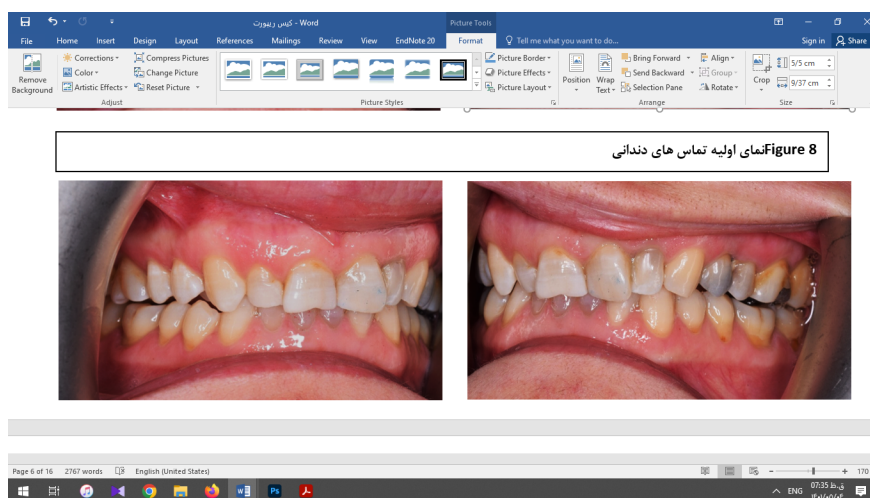 کیس ریپورت - Word
Picture Tools
File Home Insert Design Layout References Mailings Review View EndNote 20 Format Tell me what you want to do... Sign in Share
Remove Background
Corrections
Color
Artistic Effects
Compress Pictures
Change Picture
Reset Picture
Adjust
Picture Styles
Picture Border
Picture Effects
Picture Layout
Position
Wrap Text
Bring Forward
Send Backward
Selection Pane
Align
Group
Rotate
Arrange
Crop
5/5 cm
9/37 cm
Size
Figure 8نمای اولیه تماس های دندانی
Page 6 of 16 2767 words English (United States)
170
Ps
ENG
07:35 ق.ظ